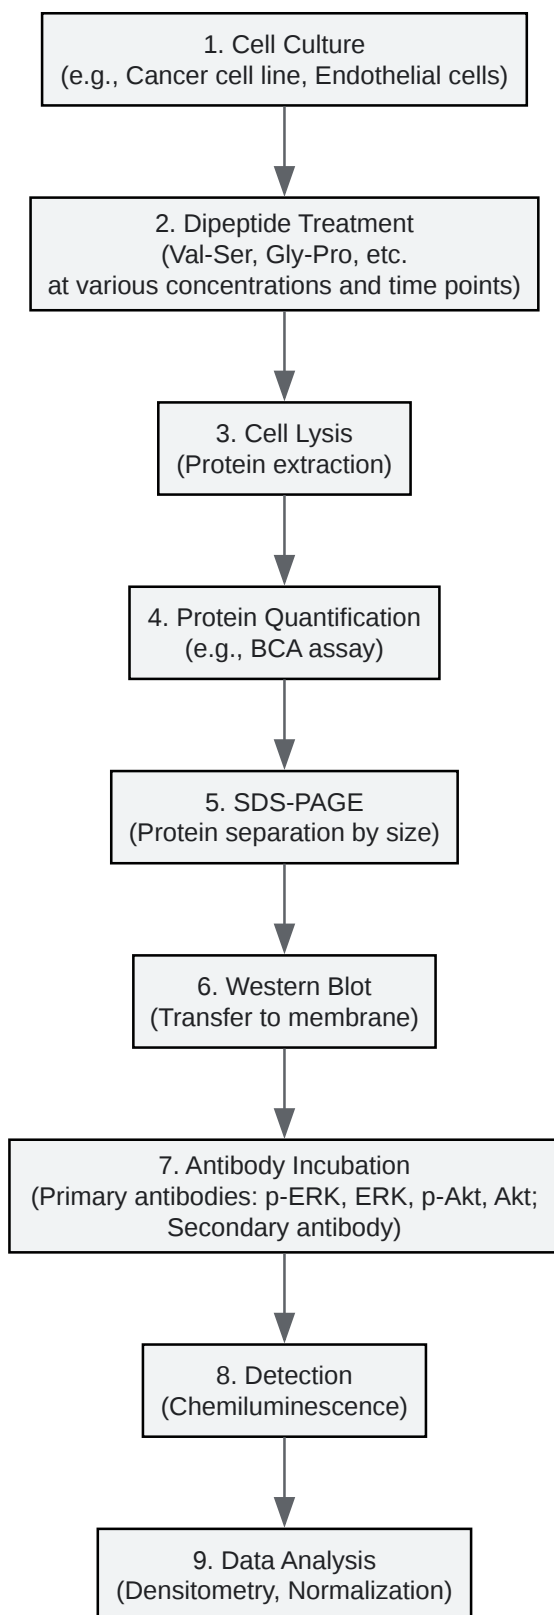 1. Cell Culture
(e.g., Cancer cell line, Endothelial cells)
2. Dipeptide Treatment
(Val-Ser, Gly-Pro, etc.
at various concentrations and time points)
3. Cell Lysis
(Protein extraction)
4. Protein Quantification
(e.g., BCA assay)
5. SDS-PAGE
(Protein separation by size)
6. Western Blot
(Transfer to membrane)
7. Antibody Incubation
(Primary antibodies: p-ERK, ERK, p-Akt, Akt;
Secondary antibody)
8. Detection
(Chemiluminescence)
9. Data Analysis
(Densitometry, Normalization)